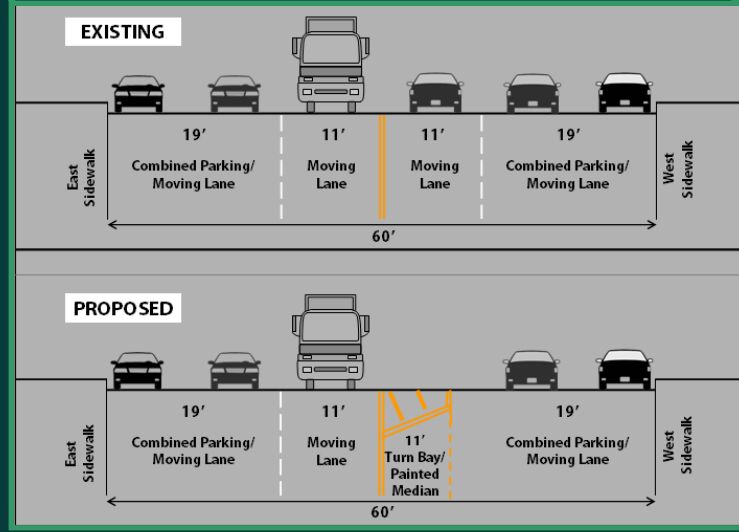 EXISTING
19' 11' 11' 19'
Combined Parking/ Moving Moving Combined Parking/
Moving Lane Lane Lane Moving Lane
East
Sidewalk
West
Sidewalk
60'
PROPOSED
19' 11' 19'
Combined Parking/ Moving Combined Parking/
Moving Lane Lane Moving Lane
11'
Turn Bay/
Painted
Median
East
Sidewalk
West
Sidewalk
60'